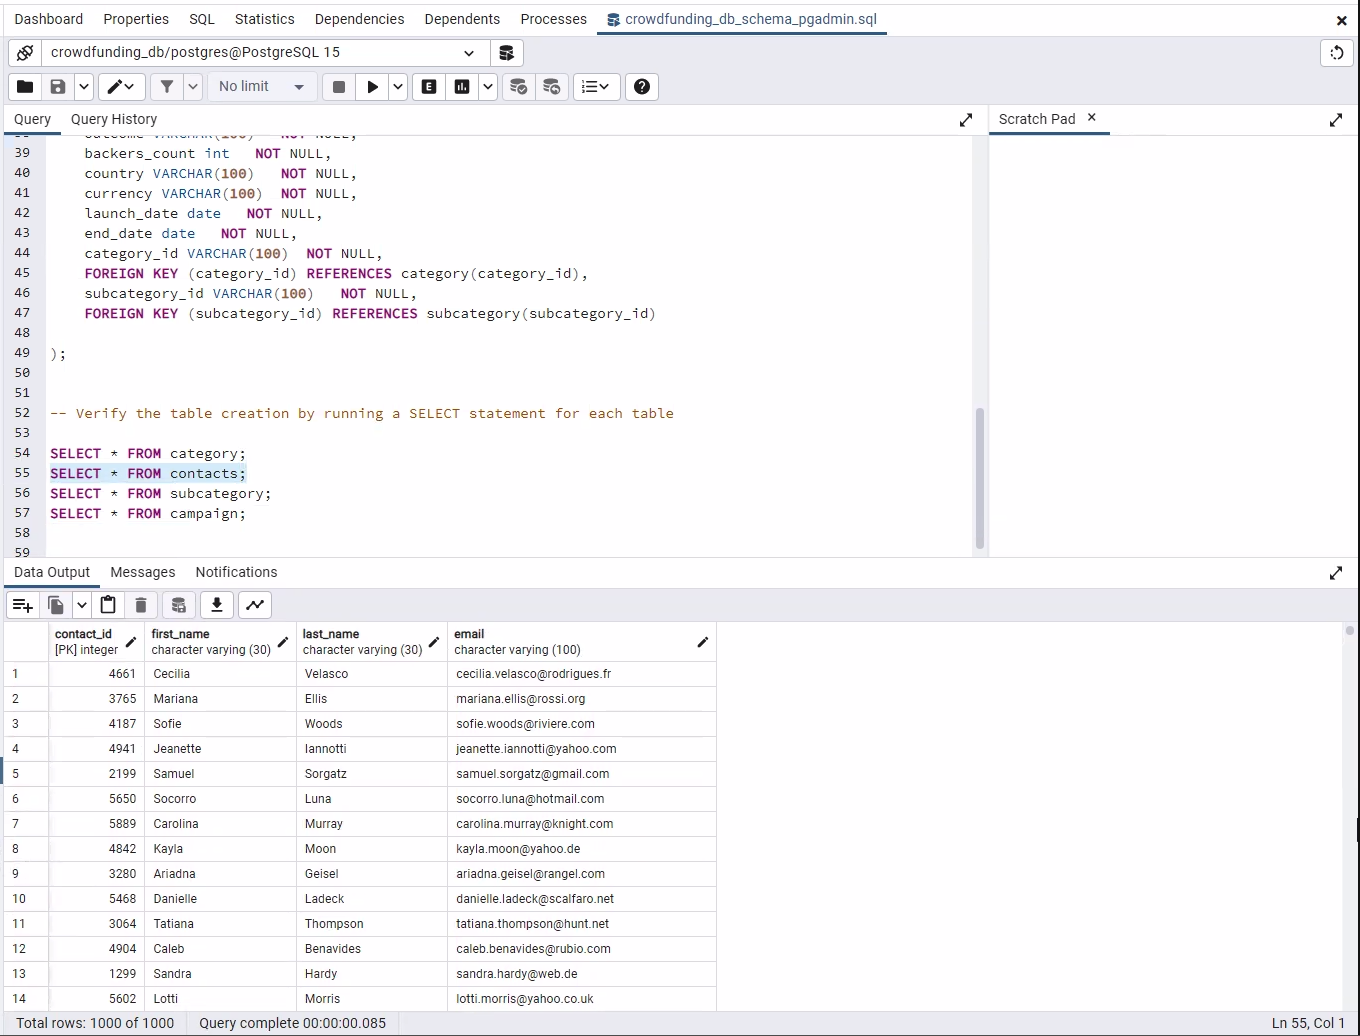 Dashboard Properties SQL Statistics Dependencies Dependents Processes crowdfunding_db_schema_pgadmin.sql
crowdfunding_db/postgres@PostgreSQL 15
No limit
Query Query History
Scratch Pad
39 backers_count int NOT NULL,
40 country VARCHAR(100) NOT NULL,
41 currency VARCHAR(100) NOT NULL,
42 launch_date date NOT NULL,
43 end_date date NOT NULL,
44 category_id VARCHAR(100) NOT NULL,
45 FOREIGN KEY (category_id) REFERENCES category(category_id),
46 subcategory_id VARCHAR(100) NOT NULL,
47 FOREIGN KEY (subcategory_id) REFERENCES subcategory(subcategory_id)
48
49 );
50
51
52 -- Verify the table creation by running a SELECT statement for each table
53
54 SELECT * FROM category;
55 SELECT * FROM contacts;
56 SELECT * FROM subcategory;
57 SELECT * FROM campaign;
58
59
Data Output Messages Notifications
contact_id first_name last_name email
[PK] integer character varying (30) character varying (30) character varying (100)
1 4661 Cecilia Velasco cecilia.velasco@rodrigues.fr
2 3765 Mariana Ellis mariana.ellis@rossi.org
3 4187 Sofie Woods sofie.woods@riviere.com
4 4941 Jeanette Iannotti jeanette.iannotti@yahoo.com
5 2199 Samuel Sorgatz samuel.sorgatz@gmail.com
6 5650 Socorro Luna socorro.luna@hotmail.com
7 5889 Carolina Murray carolina.murray@knight.com
8 4842 Kayla Moon kayla.moon@yahoo.de
9 3280 Ariadna Geisel ariadna.geisel@rangel.com
10 5468 Danielle Ladeck danielle.ladeck@scalfaro.net
11 3064 Tatiana Thompson tatiana.thompson@hunt.net
12 4904 Caleb Benavides caleb.benavides@rubio.com
13 1299 Sandra Hardy sandra.hardy@web.de
14 5602 Lotti Morris lotti.morris@yahoo.co.uk
Total rows: 1000 of 1000 Query complete 00:00:00.085 Ln 55, Col 1